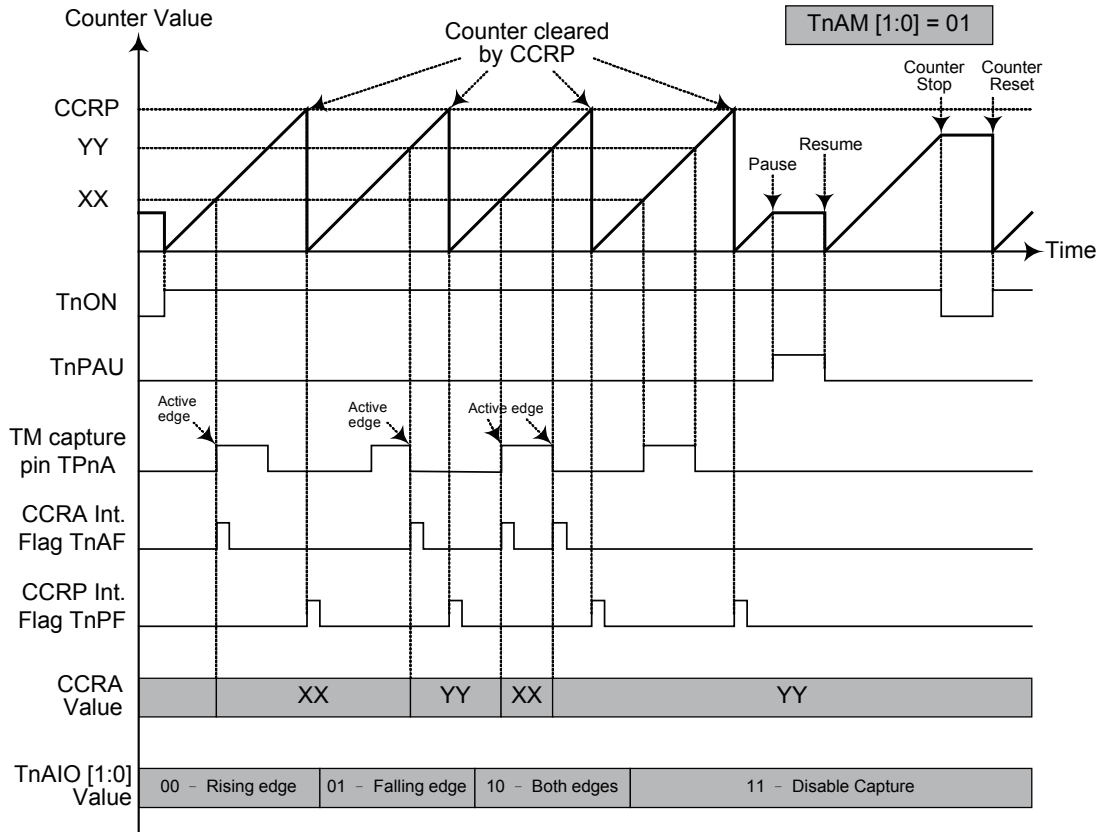 Counter Value
TnAM [1:0] = 01
Counter cleared
by CCRP
Counter
Stop
Counter
Reset
CCRP
YY
XX
Pause
Resume
Time
TnON
TnPAU
Active
edge
Active
edge
Active edge
TM capture
pin TPnA
CCRA Int.
Flag TnAF
CCRP Int.
Flag TnPF
CCRA
Value
XX
YY
XX
YY
TnAIO [1:0]
Value
00 – Rising edge
01 – Falling edge
10 – Both edges
11 – Disable Capture